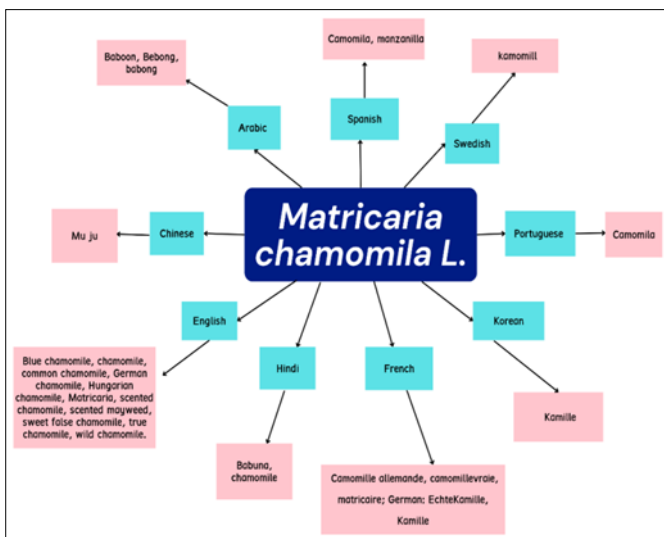 Camomila, manzanilla
kamomill
Baboon, Bebong,
babong
Arabic
Spanish
Swedish
Matricaria
chamomila L.
Mu ju
Chinese
Portuguese
Camomila
English
Korean
Hindi
French
Blue chamomile, chamomile,
common chamomile, German
chamomile, Hungarian
chamomile, Matricaria, scented
chamomile, scented mayweed,
sweet false chamomile, true
chamomile, wild chamomile.
Kamille
Babuna,
chamomile
Camomille allemande, camomillevraie,
matricaire; German: EchteKamille,
Kamille